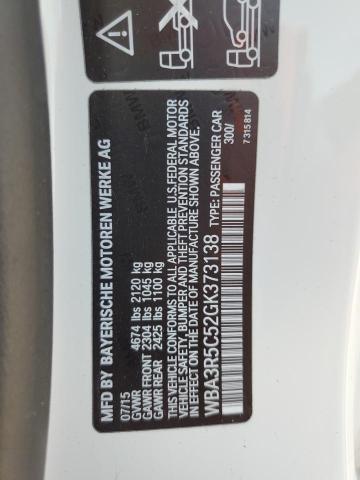 MFD BY BAYERISCHE MOTOREN WERKE AG
07/15
GVWR 4674 lbs 2120 kg
GAWR FRONT 2304 lbs 1045 kg
GAWR REAR 2425 lbs 1100 kg
THIS VEHICLE CONFORMS TO ALL APPLICABLE U.S. FEDERAL MOTOR
VEHICLE SAFETY, BUMPER AND THEFT PREVENTION STANDARDS
IN EFFECT ON THE DATE OF MANUFACTURE SHOWN ABOVE.
WBA3R5C52GK373138 TYPE: PASSENGER CAR
300/
7 315 814